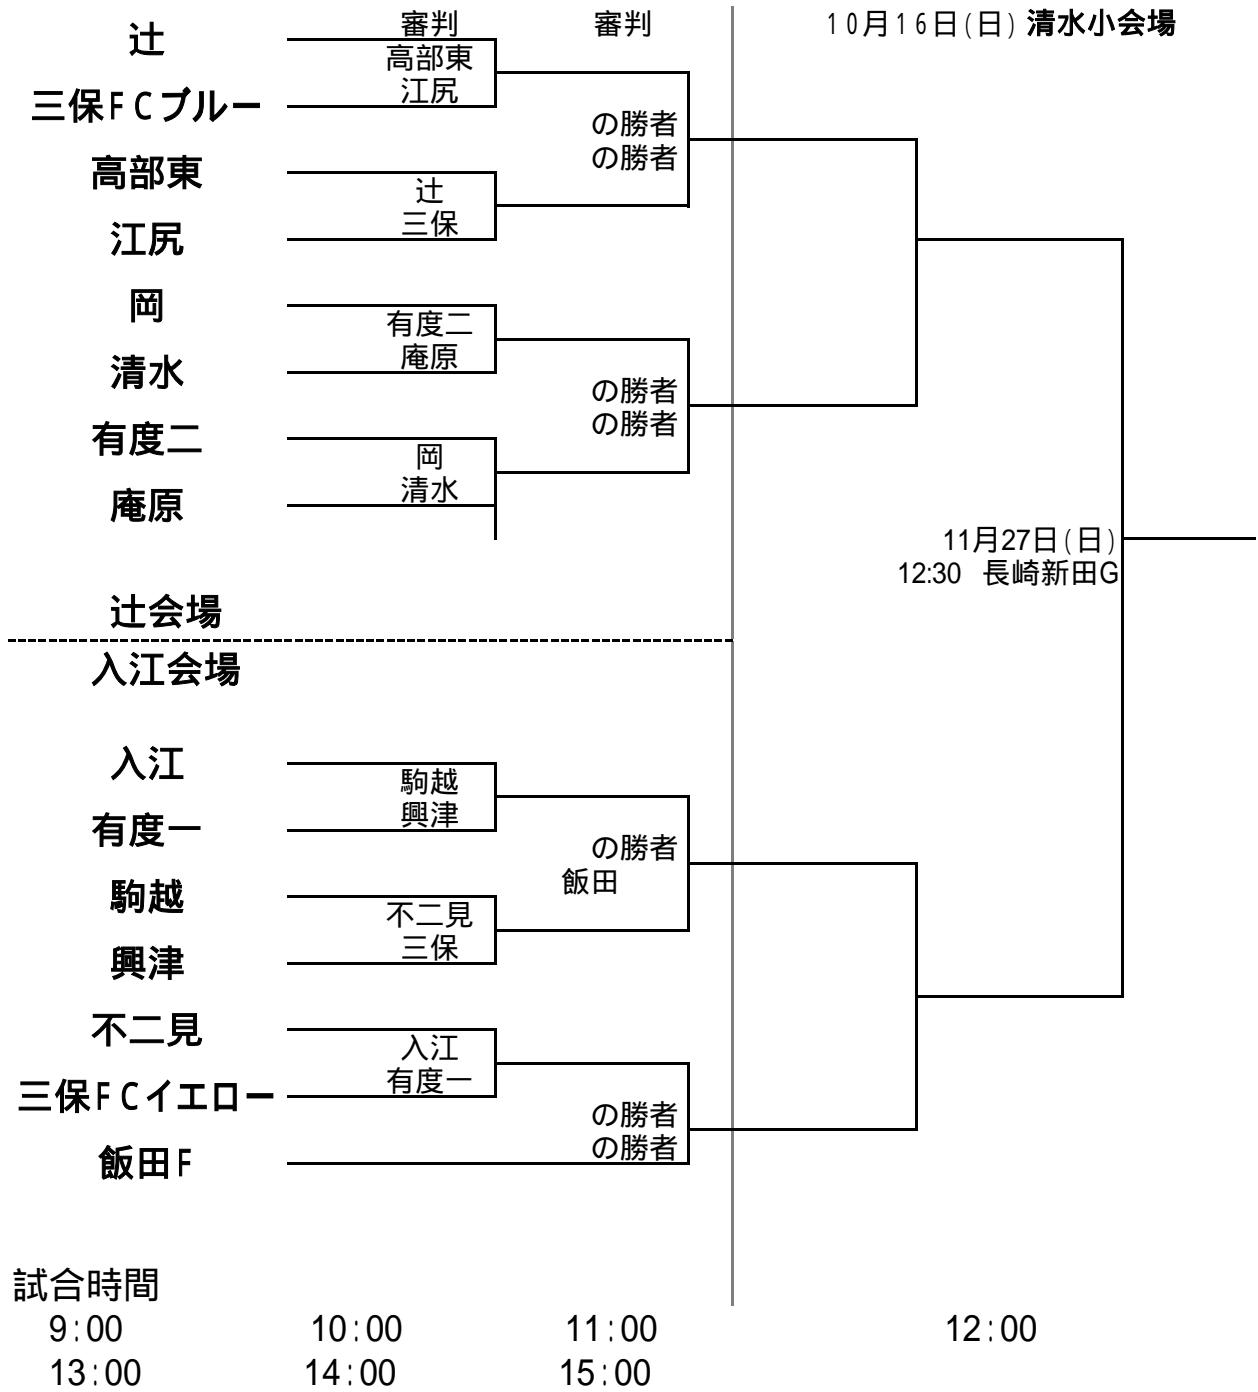 審判 審判 10月16日(日) 清水小会場
辻
高部東
江尻
三保FCブルー
の勝者
の勝者
高部東
辻
三保
江尻
岡
有度二
庵原
清水
の勝者
の勝者
有度二
岡
清水
庵原
11月27日(日)
12:30 長崎新田G
辻会場
入江会場
入江
駒越
興津
有度一
の勝者
飯田
駒越
不二見
三保
興津
不二見
入江
有度一
三保FCイエロー
の勝者
の勝者
飯田F
試合時間
9:00 10:00 11:00 12:00
13:00 14:00 15:00